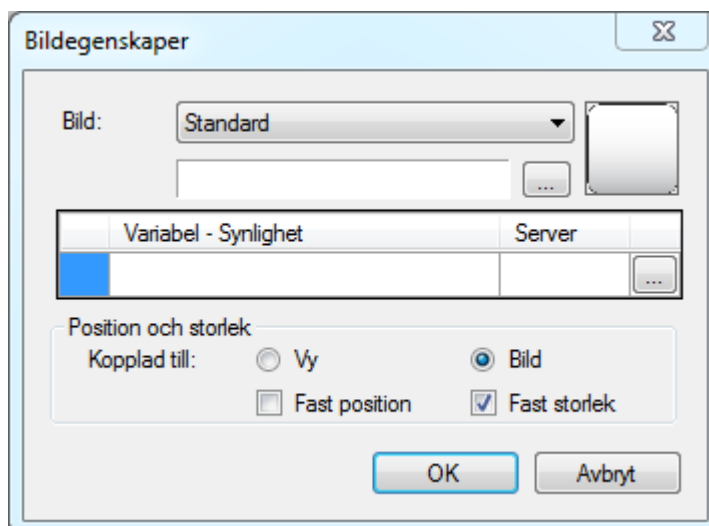 Bildegenskaper
Bild: Standard
...
Variabel - Synlighet Server
...
Position och storlek
Kopplad till: Vy Bild
Fast position Fast storlek
OK Avbryt